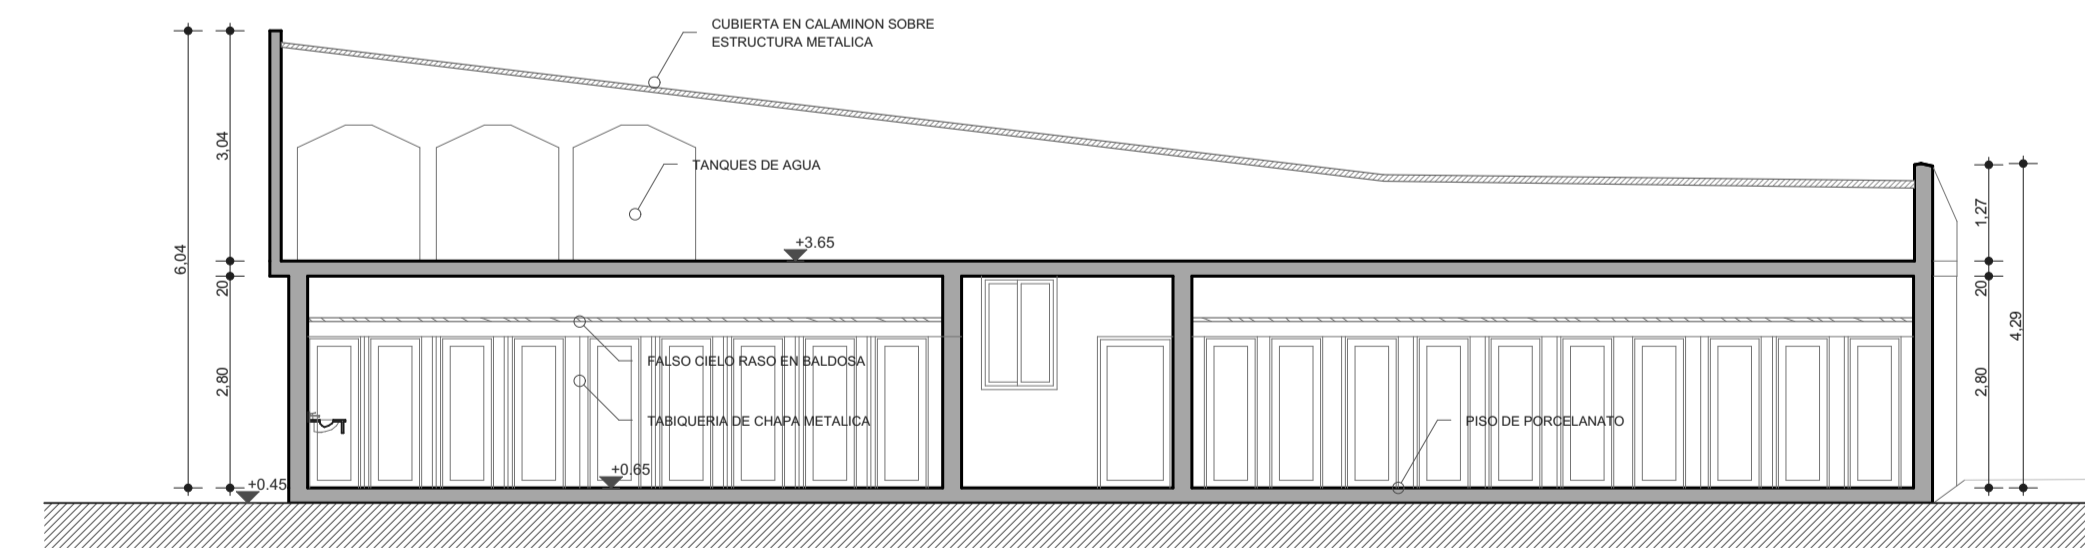 CUBIERTA EN CALAMINON SOBRE
ESTRUCTURA METALICA
3,04
TANQUES DE AGUA
1,27
+3.65
6,04
20
20
4,29
FALSO CIELO RASO EN BALDOSA
2,80
2,80
TABIQUERIA DE CHAPA METALICA
PISO DE PORCELANATO
+0.65
+0.45